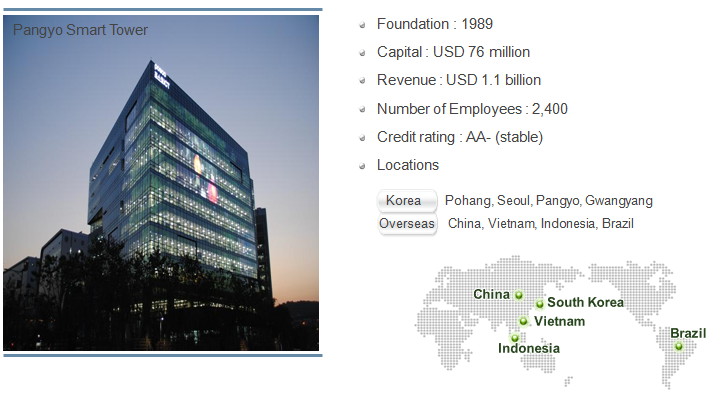 Pangyo Smart Tower
Foundation : 1989
Capital : USD 76 million
Revenue : USD 1.1 billion
Number of Employees : 2,400
Credit rating : AA- (stable)
Locations
Korea Pohang, Seoul, Pangyo, Gwangyang
Overseas China, Vietnam, Indonesia, Brazil
China
South Korea
Vietnam
Brazil
Indonesia